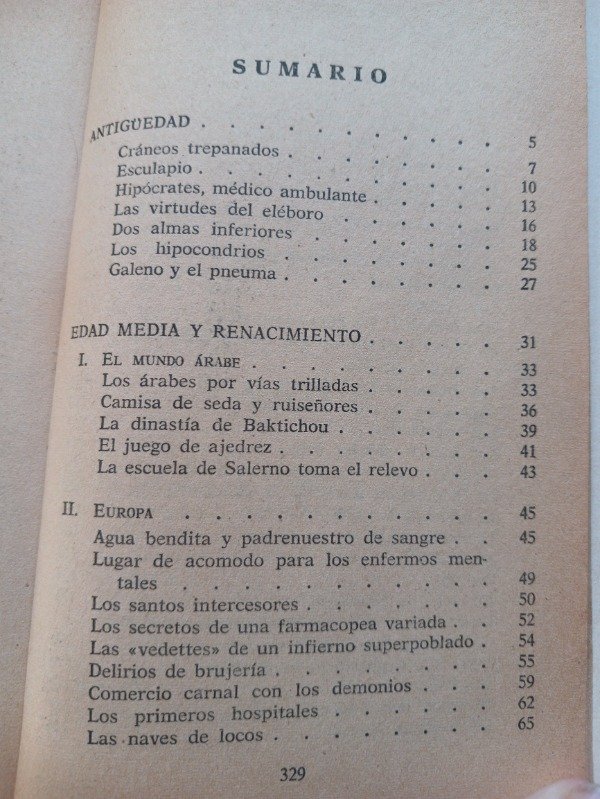 SUMARIO
ANTIGÜEDAD . . . . . . . . . . . 5
Cráneos trepanados . . . . . . . . 7
Esculapio . . . . . . . . . . . 10
Hipócrates, médico ambulante . . . . . 13
Las virtudes del eléboro . . . . . . 16
Dos almas inferiores . . . . . . . 18
Los hipocondrios . . . . . . . . 25
Galeno y el pneuma . . . . . . . . 27
EDAD MEDIA Y RENACIMIENTO . . . . . 31
I. EL MUNDO ÁRABE . . . . . . . . . 33
Los árabes por vías trilladas . . . . . 33
Camisa de seda y ruiseñores . . . . . 36
La dinastía de Baktichou . . . . . . 39
El juego de ajedrez . . . . . . . . 41
La escuela de Salerno toma el relevo . . . 43
II. EUROPA . . . . . . . . . . . 45
Agua bendita y padrenuestro de sangre . . 45
Lugar de acomodo para los enfermos men-
tales . . . . . . . . . . . 49
Los santos intercesores . . . . . . . 50
Los secretos de una farmacopea variada . . 52
Las «vedettes» de un infierno superpoblado . 54
Delirios de brujería . . . . . . . . 55
Comercio carnal con los demonios . . . 59
Los primeros hospitales . . . . . . 62
Las naves de locos . . . . . . . . 65
329